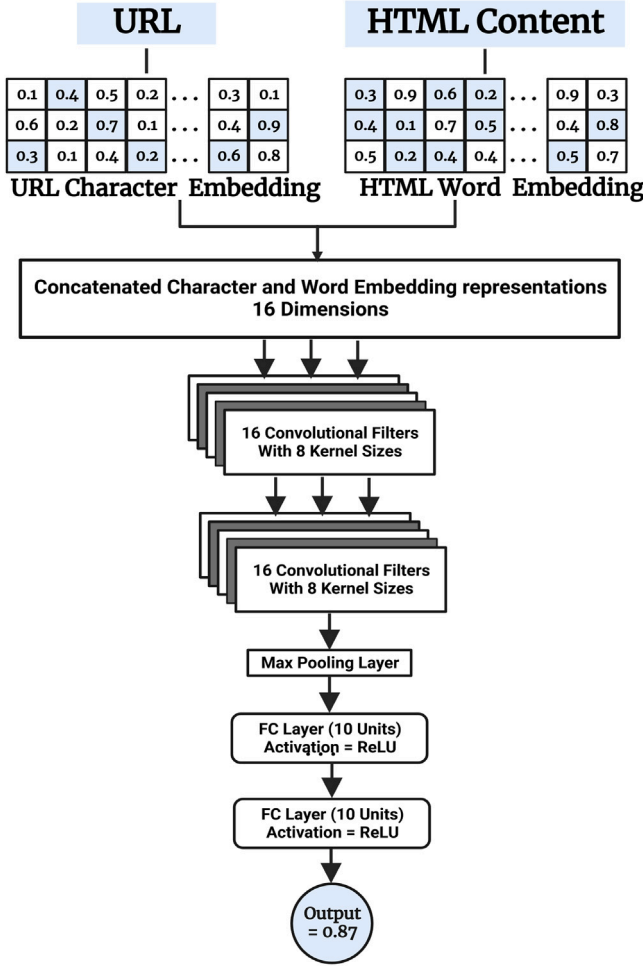 URL
HTML Content
0.1 0.4 0.5 0.2 ... 0.3 0.1
0.6 0.2 0.7 0.1 ... 0.4 0.9
0.3 0.1 0.4 0.2 ... 0.6 0.8
URL Character Embedding
0.3 0.9 0.6 0.2 ... 0.9 0.3
0.4 0.1 0.7 0.5 ... 0.4 0.8
0.5 0.2 0.4 0.4 ... 0.5 0.7
HTML Word Embedding
Concatenated Character and Word Embedding representations
16 Dimensions
16 Convolutional Filters
With 8 Kernel Sizes
16 Convolutional Filters
With 8 Kernel Sizes
Max Pooling Layer
FC Layer (10 Units)
Activation = ReLU
FC Layer (10 Units)
Activation = ReLU
Output
= 0.87